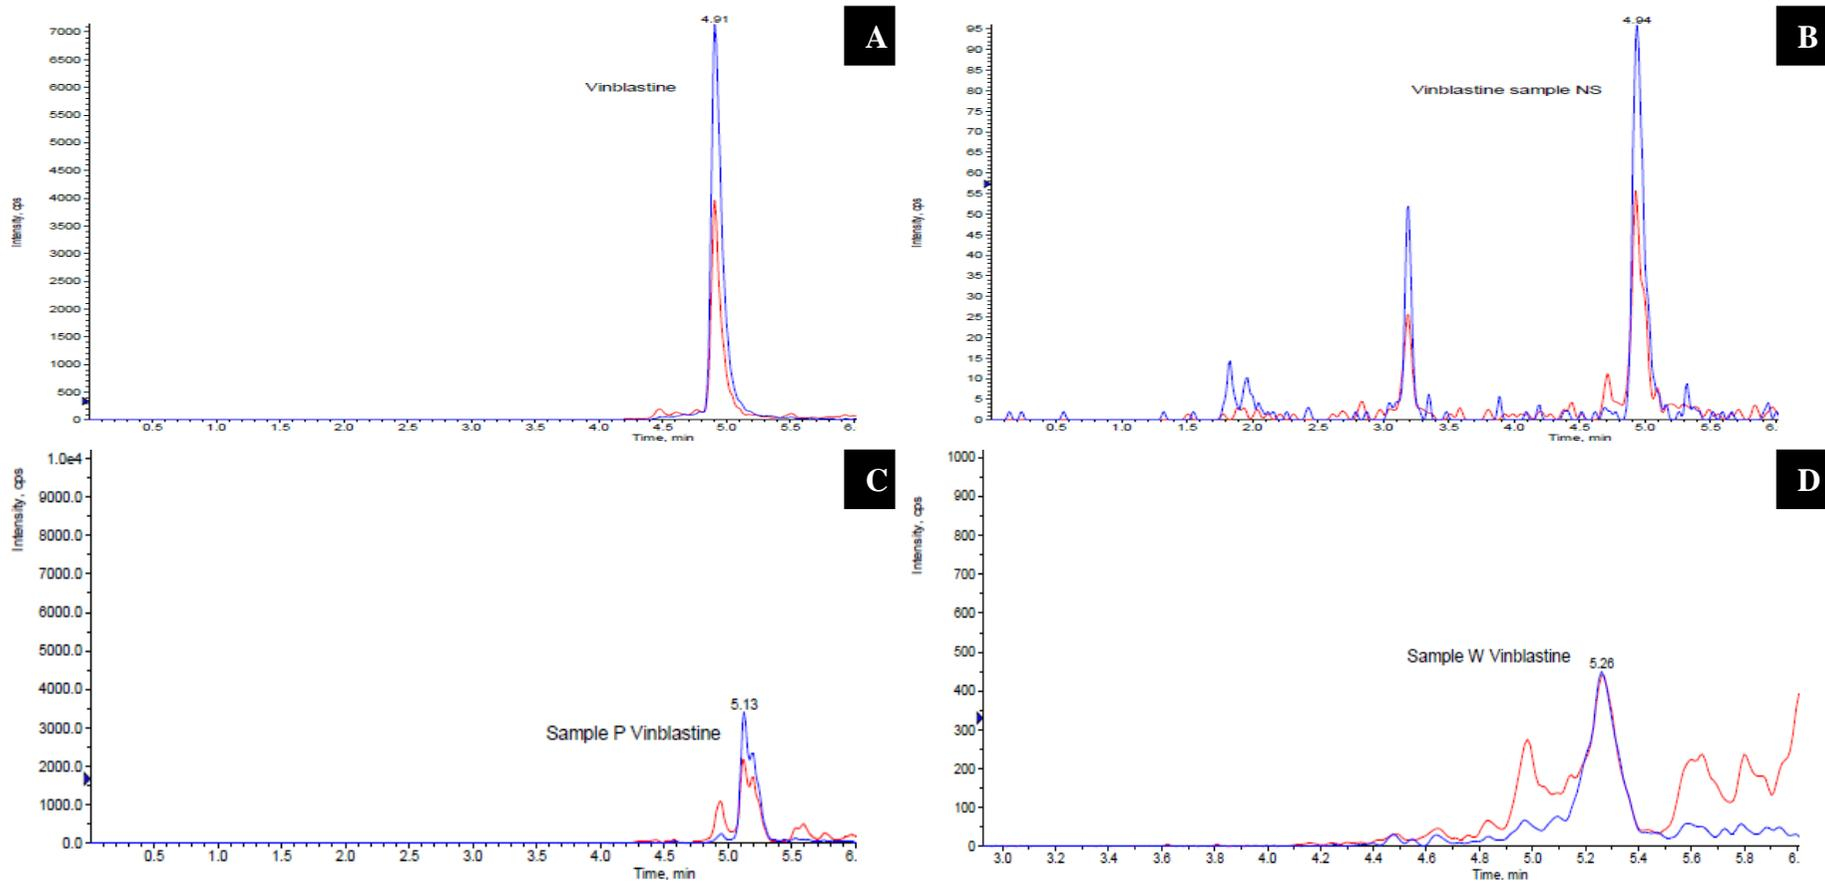 A
4.91
Vinblastine
Intensity, cps
7000
6500
6000
5500
5000
4500
4000
3500
3000
2500
2000
1500
1000
500
0
0.5 1.0 1.5 2.0 2.5 3.0 3.5 4.0 4.5 5.0 5.5 6.
Time, min
B
4.94
Vinblastine sample NS
Intensity, cps
95
90
85
80
75
70
65
60
55
50
45
40
35
30
25
20
15
10
5
0
0.5 1.0 1.5 2.0 2.5 3.0 3.5 4.0 4.5 5.0 5.5 6.
Time, min
C
5.13
Sample P Vinblastine
Intensity, cps
1.0e4
9000.0
8000.0
7000.0
6000.0
5000.0
4000.0
3000.0
2000.0
1000.0
0.0
0.5 1.0 1.5 2.0 2.5 3.0 3.5 4.0 4.5 5.0 5.5 6.
Time, min
D
Sample W Vinblastine
5.26
Intensity, cps
1000
900
800
700
600
500
400
300
200
100
0
3.0 3.2 3.4 3.6 3.8 4.0 4.2 4.4 4.6 4.8 5.0 5.2 5.4 5.6 5.8 6.
Time, min